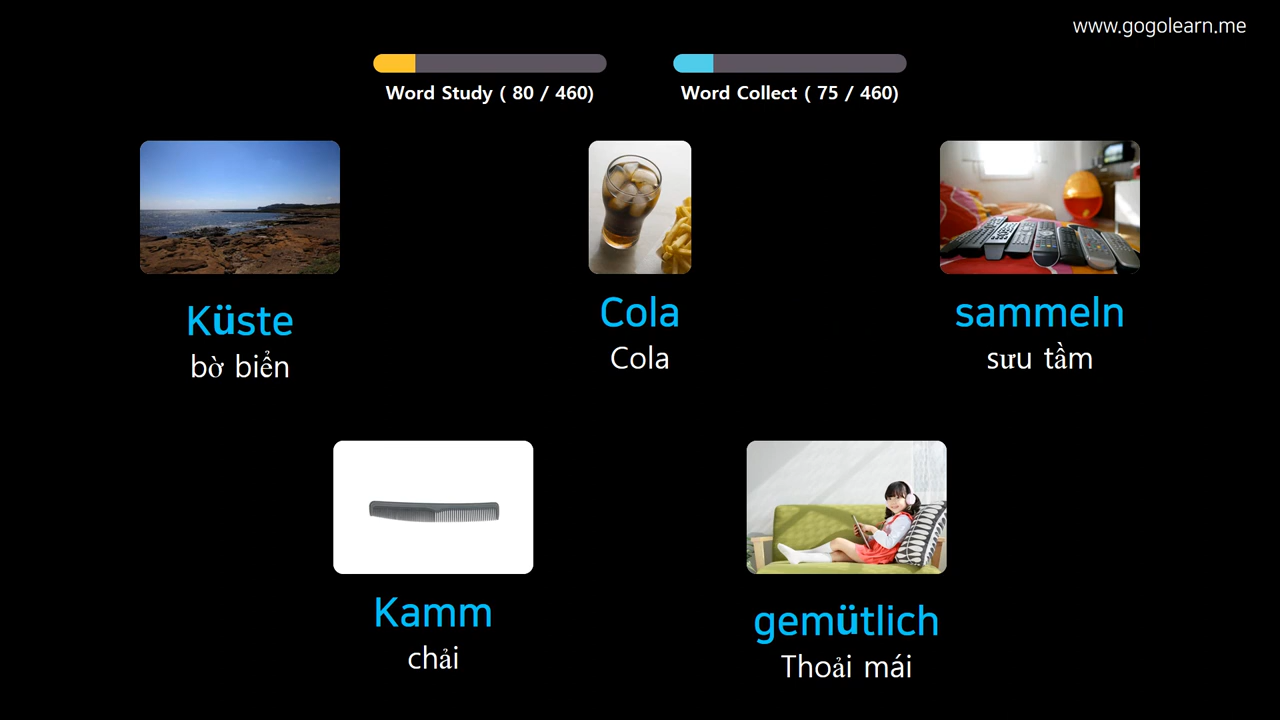 www.gogolearn.me
Word Study ( 80 / 460)
Word Collect ( 75 / 460)
Küste
bờ biển
Cola
Cola
sammeln
sưu tầm
Kamm
chải
gemütlich
Thoải mái